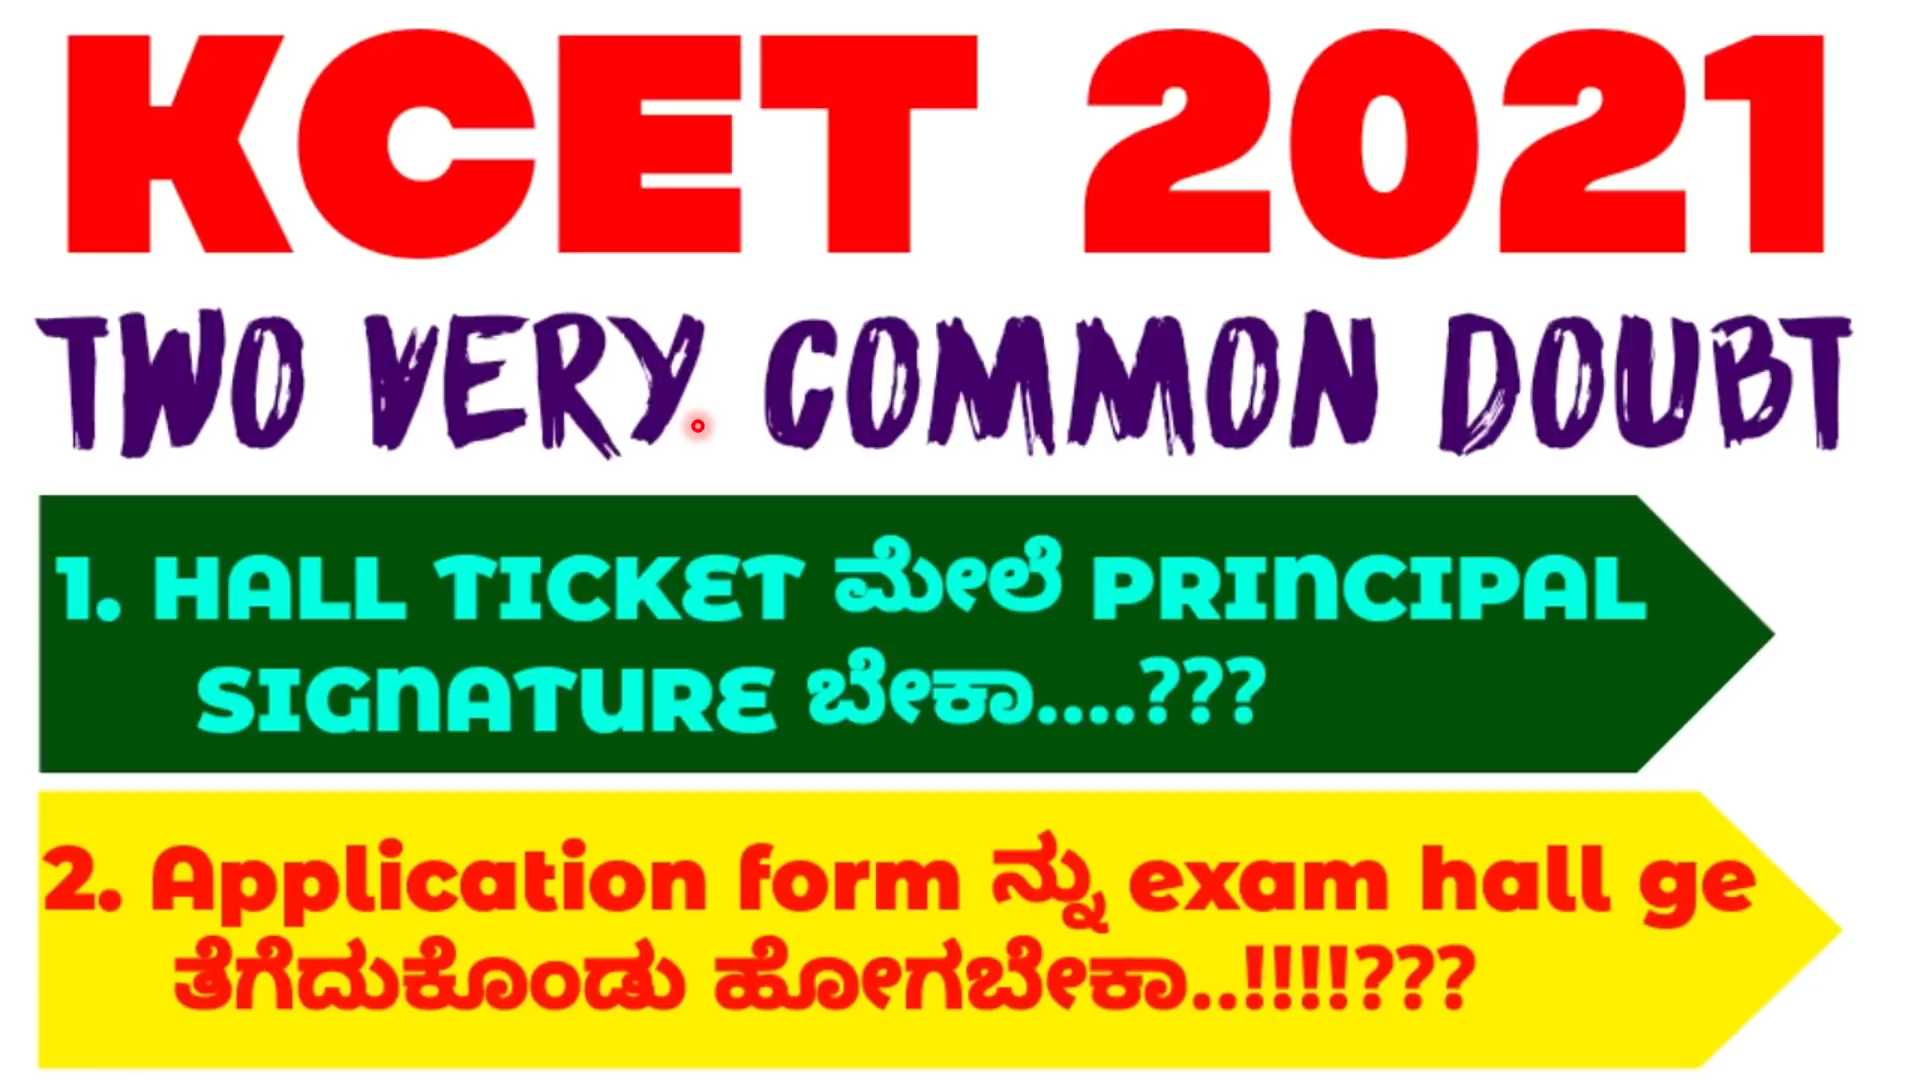 KCET 2021
TWO VERY COMMON DOUBT
1. HALL TICKET ಮೇಲೆ PRINCIPAL
SIGNATURE ಬೇಕಾ....???
2. Application form ನ್ನು exam hall ge
ತೆಗೆದುಕೊಂಡು ಹೋಗಬೇಕಾ..!!!!???